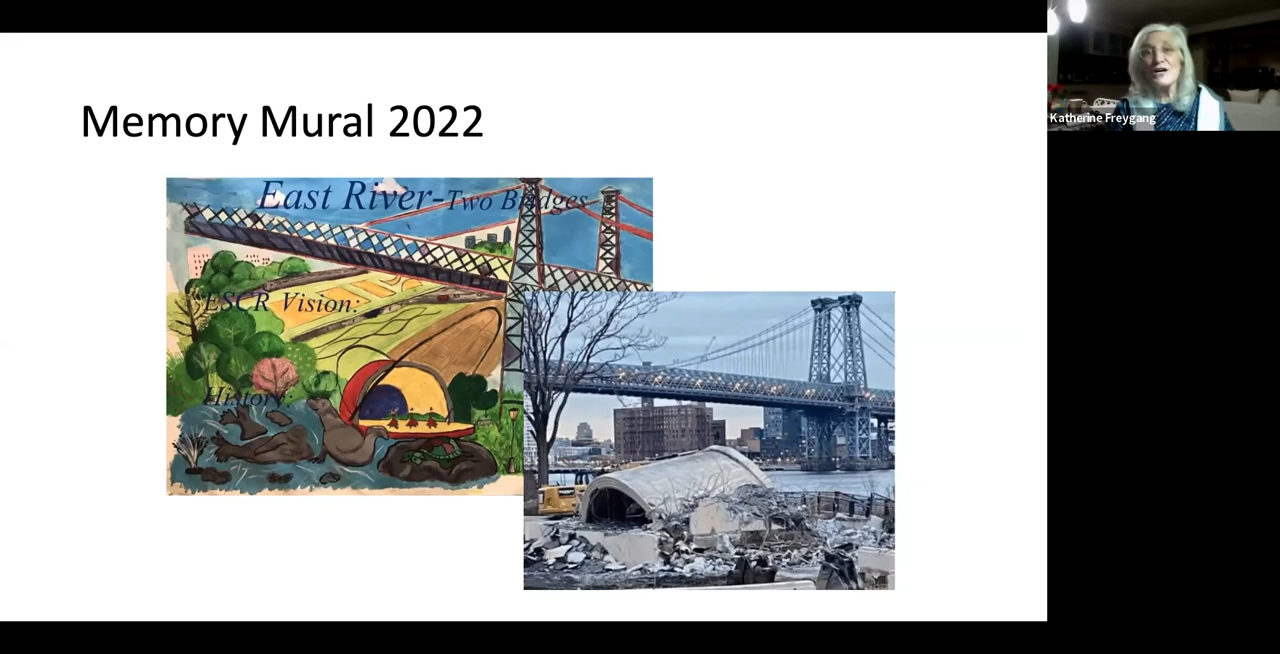 Memory Mural 2022
East River-Two Bridges
ESCR Vision:
History:
Katherine Freygang